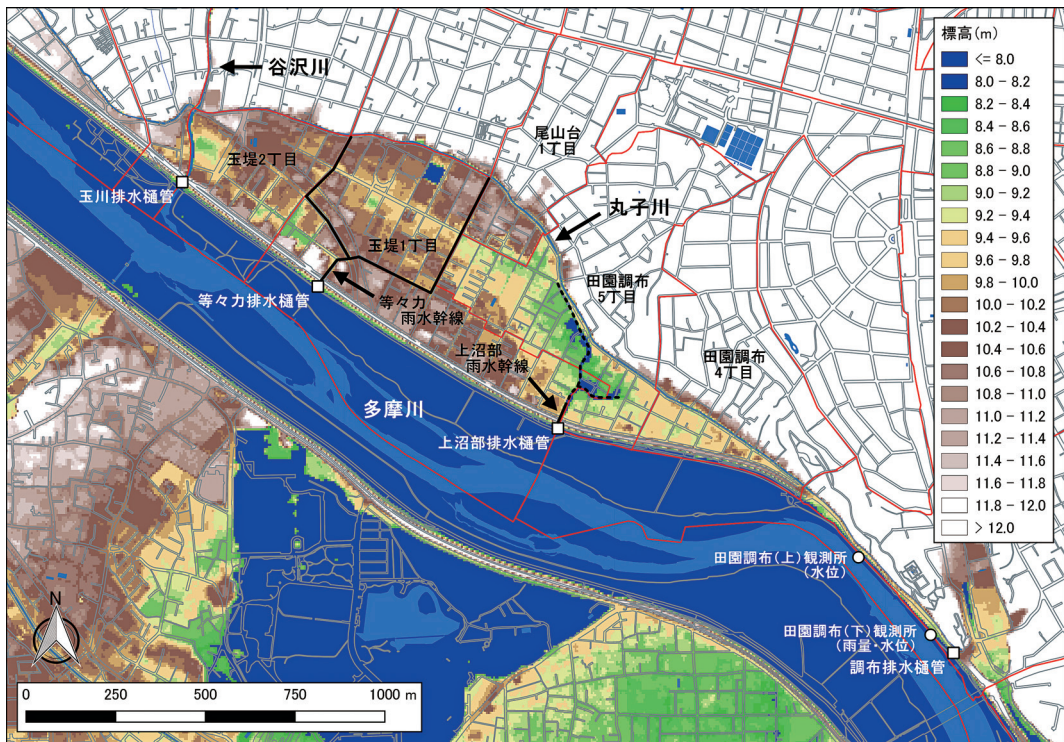 谷沢川
玉堤2丁目
玉川排水樋管
玉堤1丁目
等々力排水樋管
等々力
雨水幹線
尾山台
1丁目
丸子川
田園調布
5丁目
田園調布
4丁目
上沼部
雨水幹線
多摩川
上沼部排水樋管
田園調布(上)観測所
(水位)
田園調布(下)観測所
(雨量・水位)
調布排水樋管
標高(m)
<= 8.0
8.0 − 8.2
8.2 − 8.4
8.4 − 8.6
8.6 − 8.8
8.8 − 9.0
9.0 − 9.2
9.2 − 9.4
9.4 − 9.6
9.6 − 9.8
9.8 − 10.0
10.0 − 10.2
10.2 − 10.4
10.4 − 10.6
10.6 − 10.8
10.8 − 11.0
11.0 − 11.2
11.2 − 11.4
11.4 − 11.6
11.6 − 11.8
11.8 − 12.0
> 12.0
N
0 250 500 750 1000 m